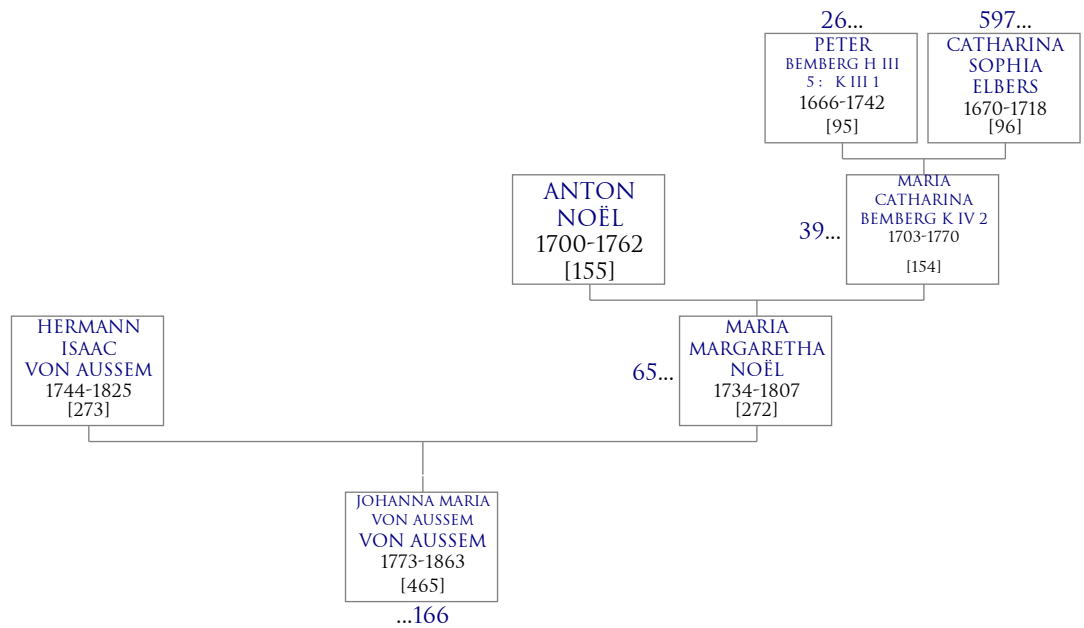 26...
597...
PETER
BEMBERG H III
5 : K III 1
1666-1742
[95]
CATHARINA
SOPHIA
ELBERS
1670-1718
[96]
ANTON
NOËL
1700-1762
[155]
39...
MARIA
CATHARINA
BEMBERG K IV 2
1703-1770
[154]
HERMANN
ISAAC
VON AUSSEM
1744-1825
[273]
65...
MARIA
MARGARETHA
NOËL
1734-1807
[272]
JOHANNA MARIA
VON AUSSEM
VON AUSSEM
1773-1863
[465]
...166